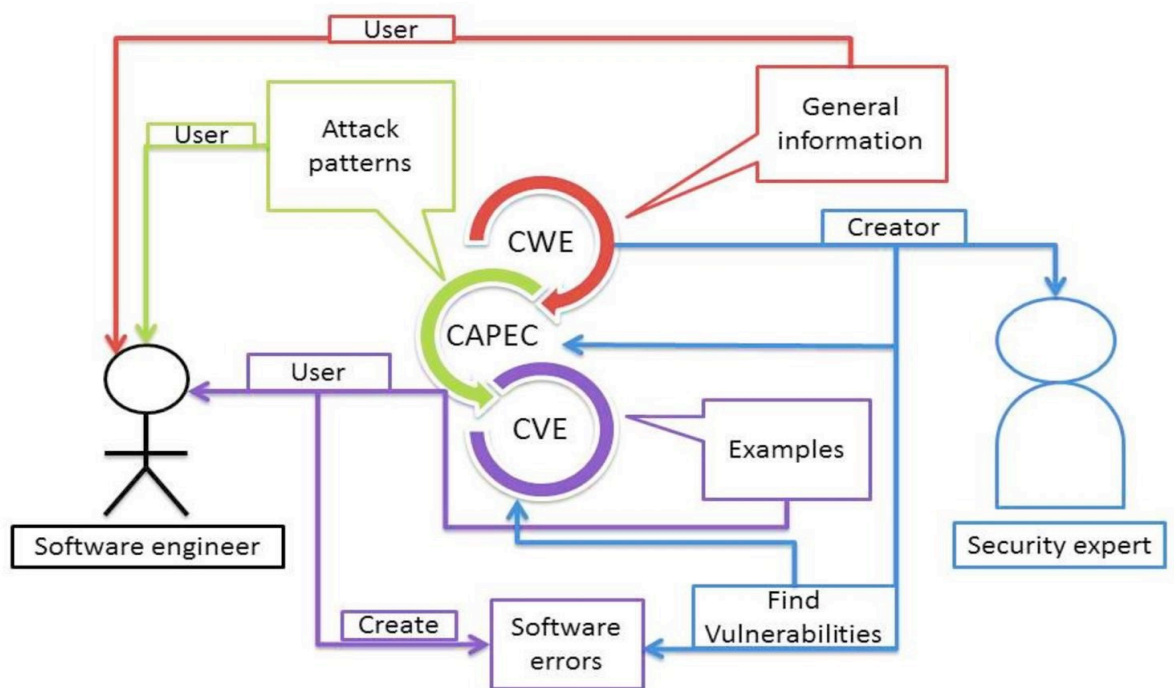 User
General
information
User
Attack
patterns
CWE
Creator
CAPEC
User
CVE
Examples
Software engineer
Security expert
Create
Software
errors
Find
Vulnerabilities